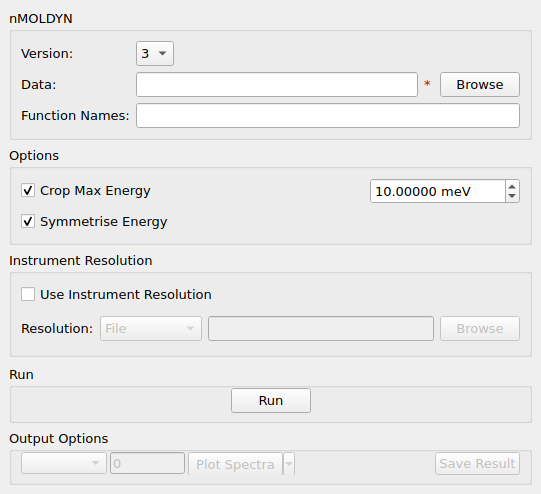 nMOLDYN
Version: 3
Data: * Browse
Function Names:
Options
Crop Max Energy 10.00000 meV
Symmetrise Energy
Instrument Resolution
Use Instrument Resolution
Resolution: File Browse
Run
Run
Output Options
0 Plot Spectra Save Result